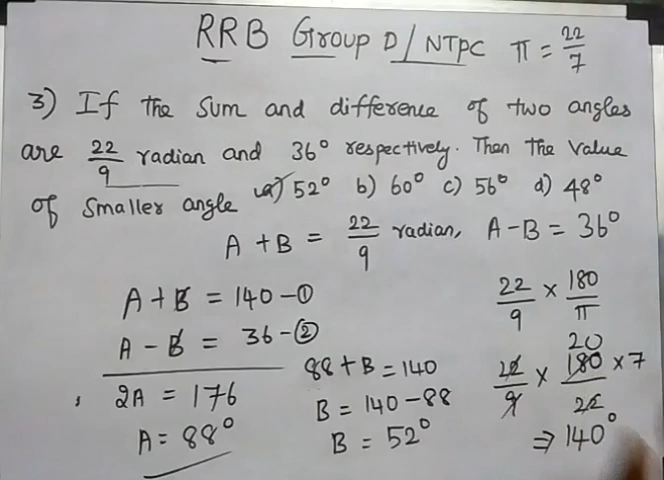 RRB Group D/NTPC π = 22/7
3) If the sum and difference of two angles
are 22/9 radian and 36° respectively. Then the value
of smaller angle a) 52° b) 60° c) 56° d) 48°
A + B = 22/9 radian, A - B = 36°
A + B = 140 - ①
A - B = 36 - ②
2A = 176
A = 88°
88 + B = 140
B = 140 - 88
B = 52°
22/9 × 180/π
20
22/9 × 180 × 7/22
⇒ 140°